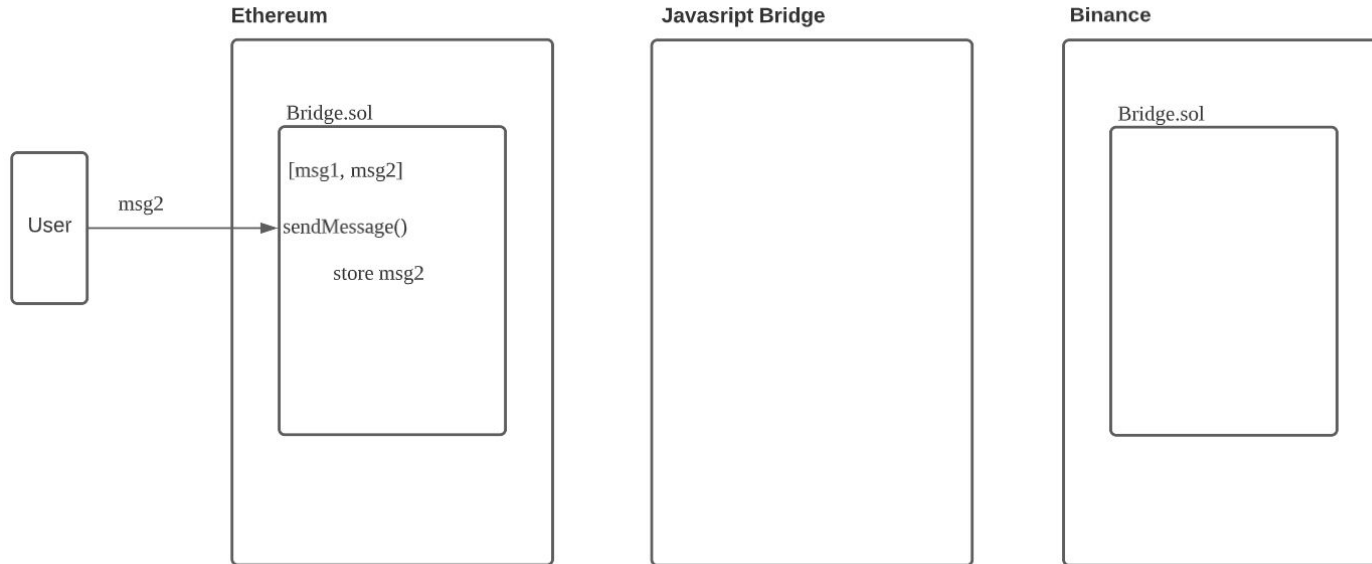 Ethereum
Javasript Bridge
Binance
Bridge.sol
Bridge.sol
[msg1, msg2]
msg2
User
sendMessage()
store msg2